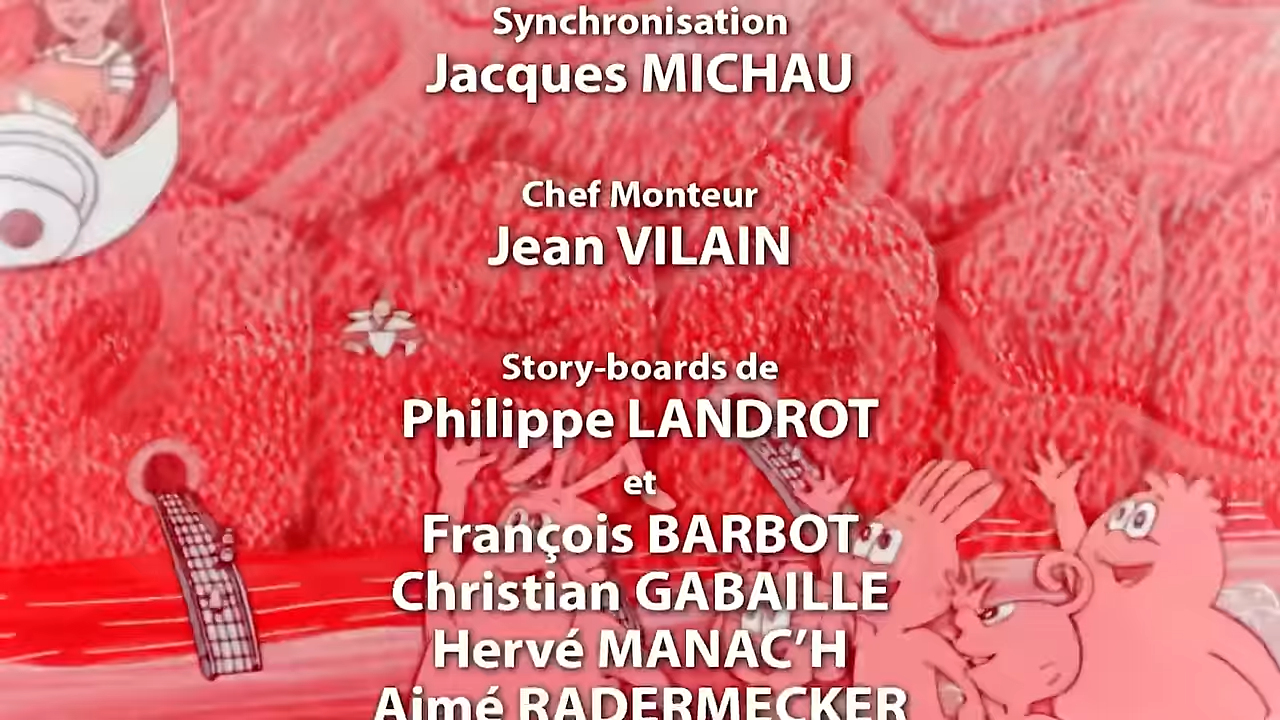 Synchronisation
Jacques MICHAU
Chef Monteur
Jean VILAIN
Story-boards de
Philippe LANDROT
et
François BARBOT
Christian GABAILLE
Hervé MANAC’H
Aimé RADERMECKER